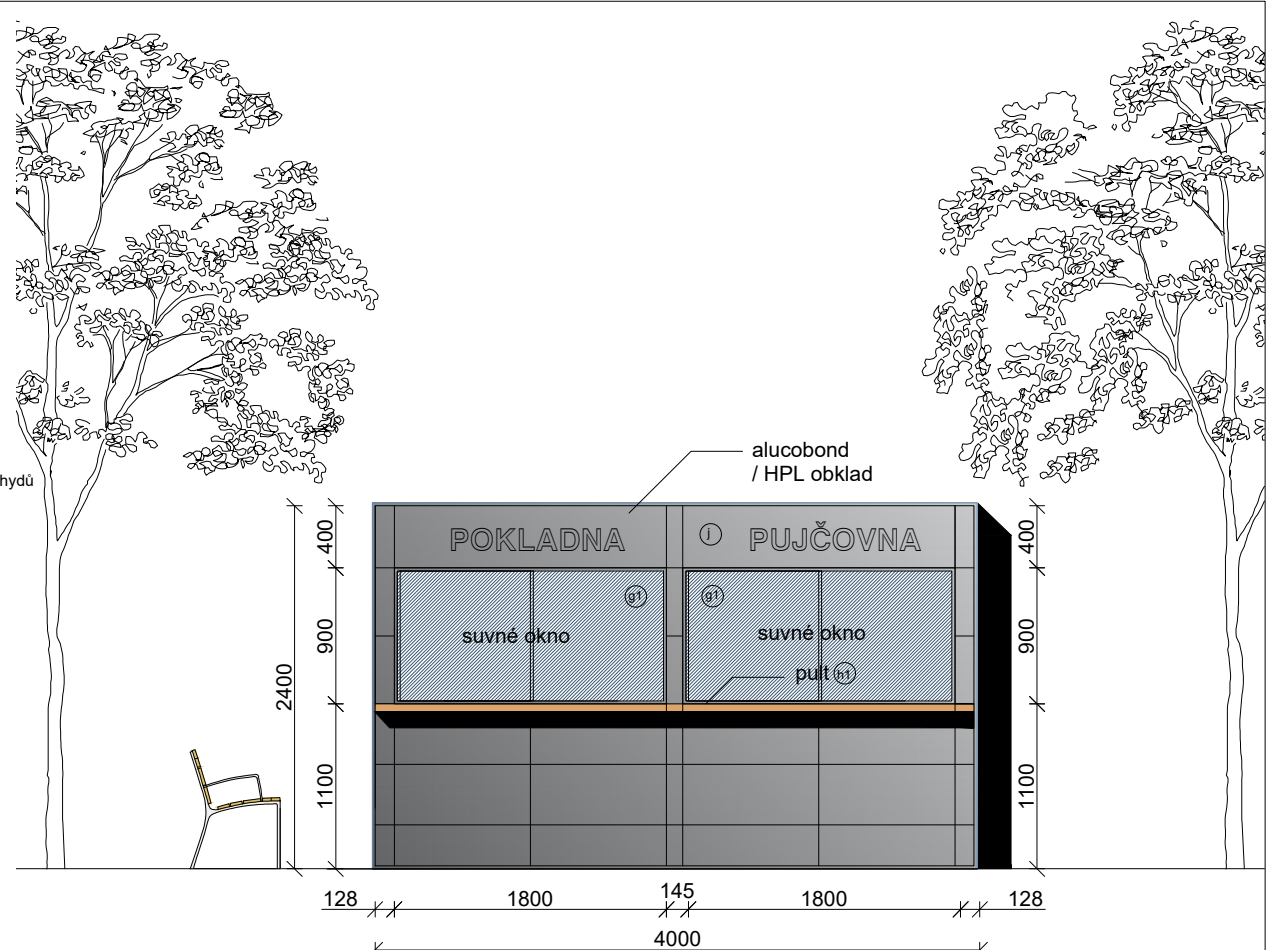 alucobond
/ HPL obklad
hydů
400
400
POKLADNA
j
PUJČOVNA
g1
g1
900
suvné okno
suvné okno
900
2400
pult h1
1100
1100
128
1800
145
1800
128
4000